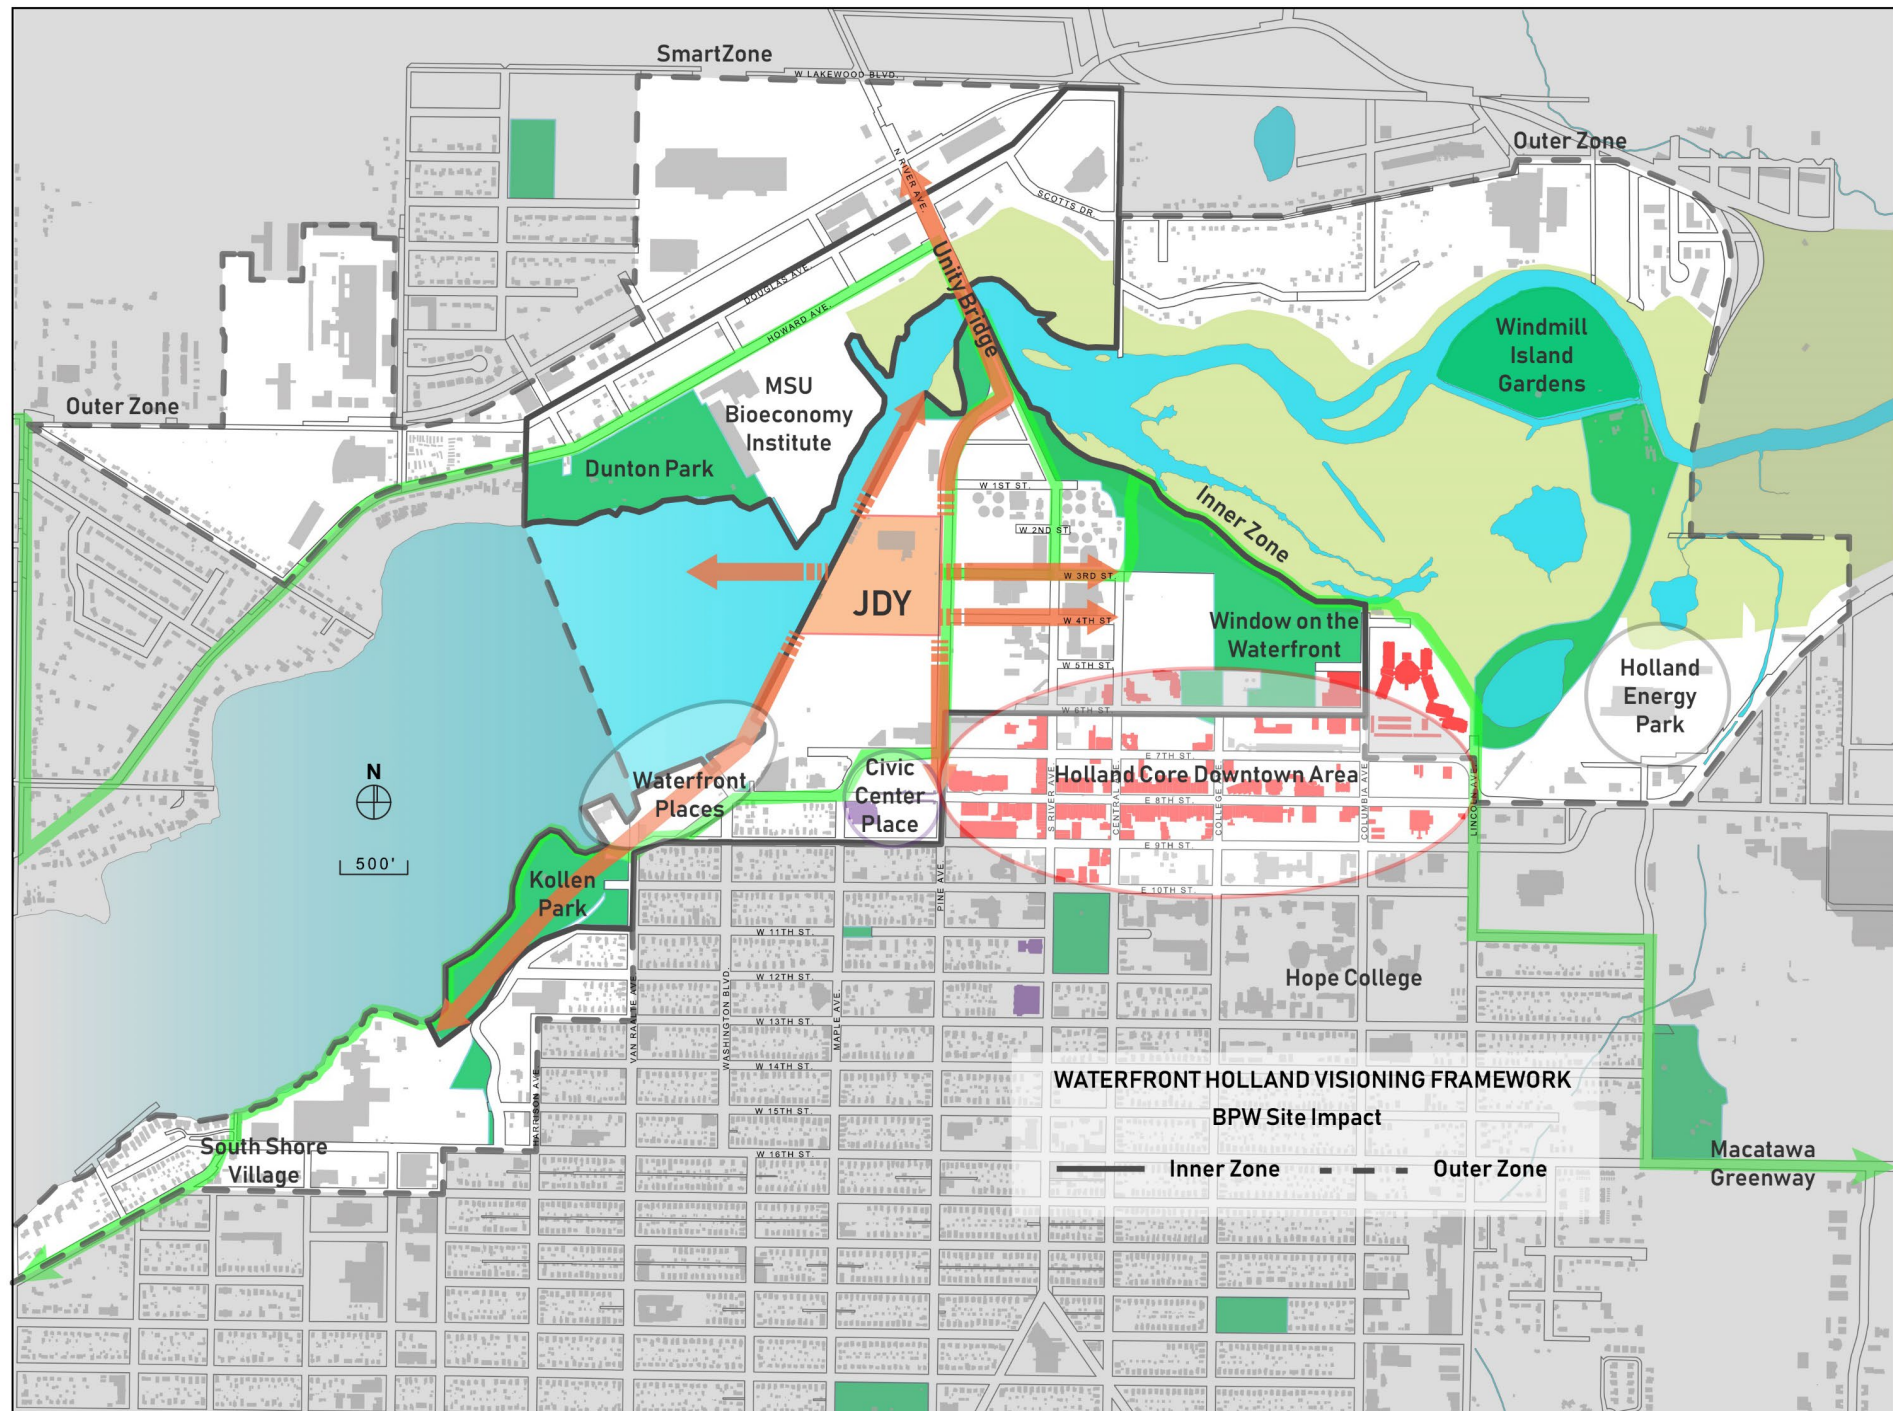 SmartZone
W LAKEWOOD BLVD.
Outer Zone
N RIVER AVE.
SCOTTS DR.
Unity Bridge
DOUGLAS AVE.
HOWARD AVE.
Windmill
Island
Gardens
MSU
Bioeconomy
Institute
Outer Zone
Dunton Park
W 1ST ST.
Inner Zone
W 2ND ST
W 3RD ST
JDY
W 4TH ST
Window on the
Waterfront
W 5TH ST.
Holland
Energy
Park
W 6TH ST.
E 7TH ST.
N
Waterfront
Places
Civic
Center
Place
Holland Core Downtown Area
S RIVER AVE.
CENTRAL AVE.
COLLEGE AVE.
COLUMBIA AVE
LINCOLN AVE.
E 8TH ST.
E 9TH ST.
500'
Kollen
Park
PINE AVE
E 10TH ST.
W 11TH ST.
W 12TH ST.
Hope College
VAN RAALTE AVE.
WASHINGTON BLVD.
MAPLE AVE.
W 13TH ST.
W 14TH ST.
HARRISON AVE.
WATERFRONT HOLLAND VISIONING FRAMEWORK
BPW Site Impact
W 15TH ST.
South Shore
Village
W 16TH ST.
Inner Zone
Outer Zone
Macatawa
Greenway